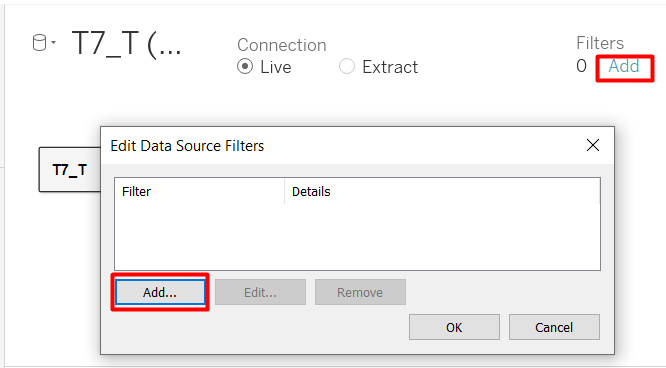 T7_T (...
Connection
Live Extract
Filters
0 Add
T7_T
Edit Data Source Filters
Filter Details
Add... Edit... Remove
OK Cancel